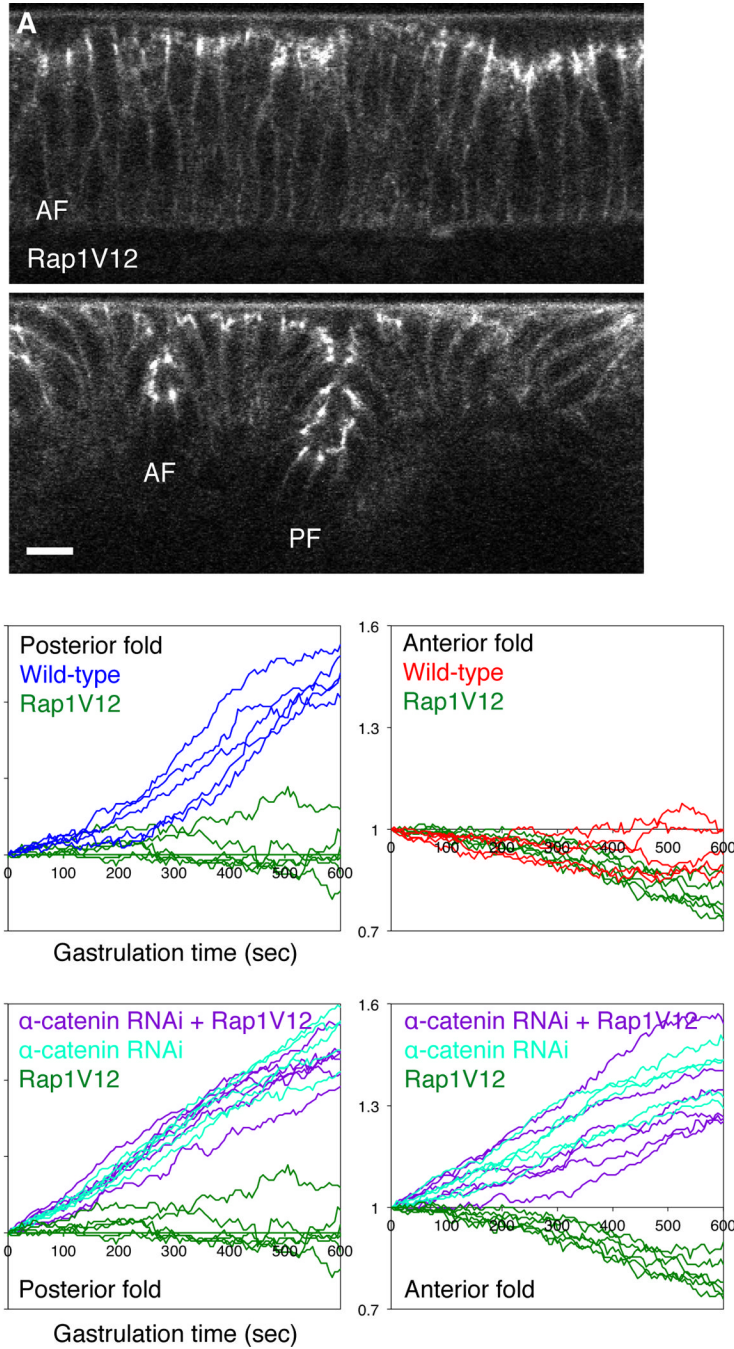 A
AF
Rap1V12
AF
PF
Posterior fold
Wild-type
Rap1V12
0 100 200 300 400 500 600
Gastrulation time (sec)
1.6
1.3
1
0.7
Anterior fold
Wild-type
Rap1V12
0 100 200 300 400 500 600
α-catenin RNAi + Rap1V12
α-catenin RNAi
Rap1V12
0 100 200 300 400 500 600
Posterior fold
Gastrulation time (sec)
1.6
1.3
1
0.7
α-catenin RNAi + Rap1V12
α-catenin RNAi
Rap1V12
0 100 200 300 400 500 600
Anterior fold